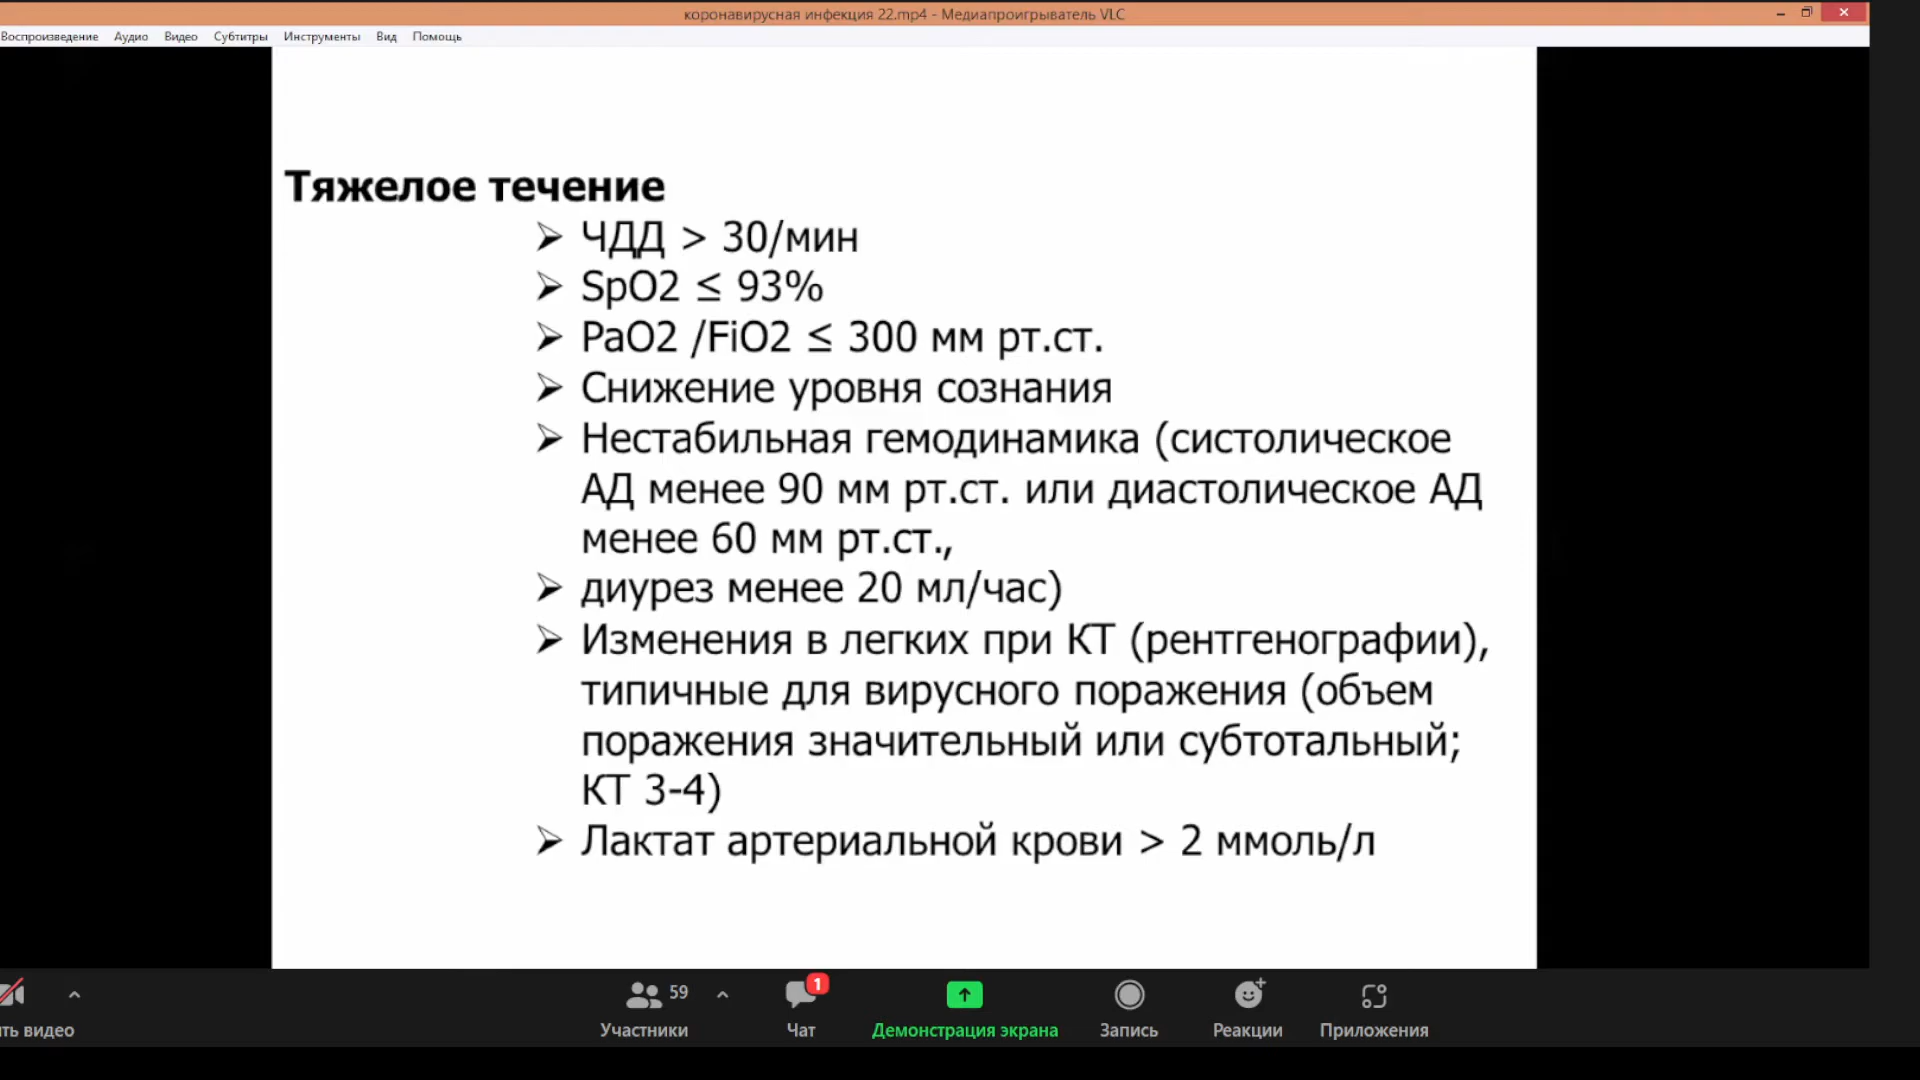 коронавирусная инфекция 22.mp4 - Медиапроигрыватель VLC
Воспроизведение Аудио Видео Субтитры Инструменты Вид Помощь
Тяжелое течение
ЧДД > 30/мин
SpO2 ≤ 93%
PaO2 /FiO2 ≤ 300 мм рт.ст.
Снижение уровня сознания
Нестабильная гемодинамика (систолическое
АД менее 90 мм рт.ст. или диастолическое АД
менее 60 мм рт.ст.,
диурез менее 20 мл/час)
Изменения в легких при КТ (рентгенографии),
типичные для вирусного поражения (объем
поражения значительный или субтотальный;
КТ 3-4)
Лактат артериальной крови > 2 ммоль/л
59 1
ть видео Участники Чат Демонстрация экрана Запись Реакции Приложения